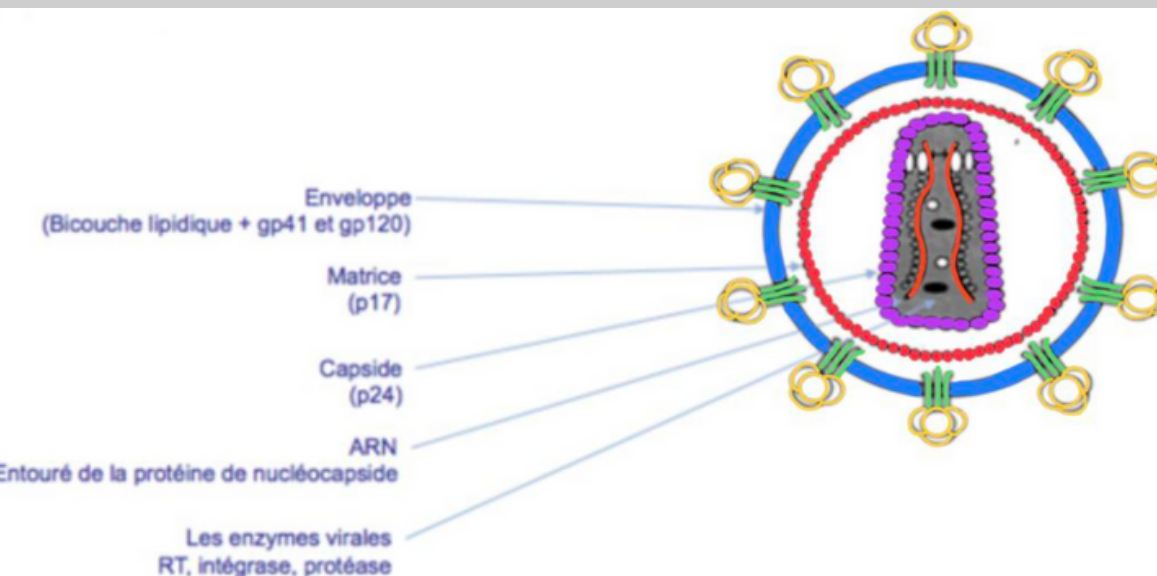 Enveloppe
(Bicouche lipidique + gp41 et gp120)
Matrice
(p17)
Capside
(p24)
ARN
Entouré de la protéine de nucléocapside
Les enzymes virales
RT, intégrase, protéase